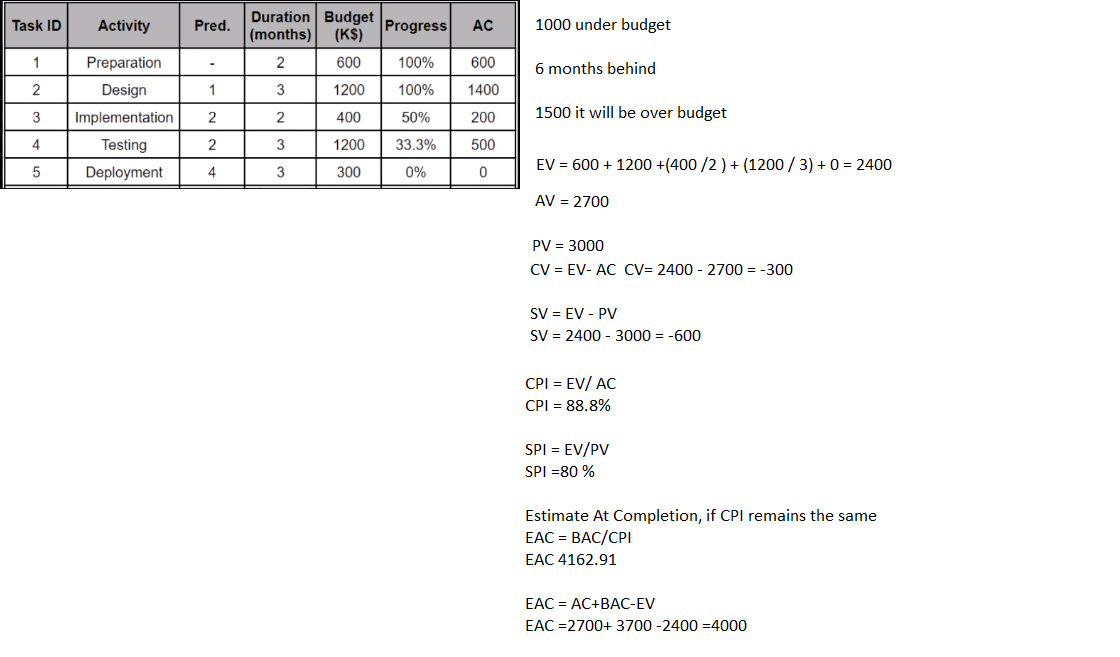 Task ID Activity Pred. Duration (months) Budget (K$) Progress AC
1 Preparation - 2 600 100% 600
2 Design 1 3 1200 100% 1400
3 Implementation 2 2 400 50% 200
4 Testing 2 3 1200 33.3% 500
5 Deployment 4 3 300 0% 0
1000 under budget
6 months behind
1500 it will be over budget
EV = 600 + 1200 +(400 /2 ) + (1200 / 3) + 0 = 2400
AV = 2700
PV = 3000
CV = EV- AC  CV= 2400 - 2700 = -300
SV = EV - PV
SV = 2400 - 3000 = -600
CPI = EV/ AC
CPI = 88.8%
SPI = EV/PV
SPI =80 %
Estimate At Completion, if CPI remains the same
EAC = BAC/CPI
EAC 4162.91
EAC = AC+BAC-EV
EAC =2700+ 3700 -2400 =4000